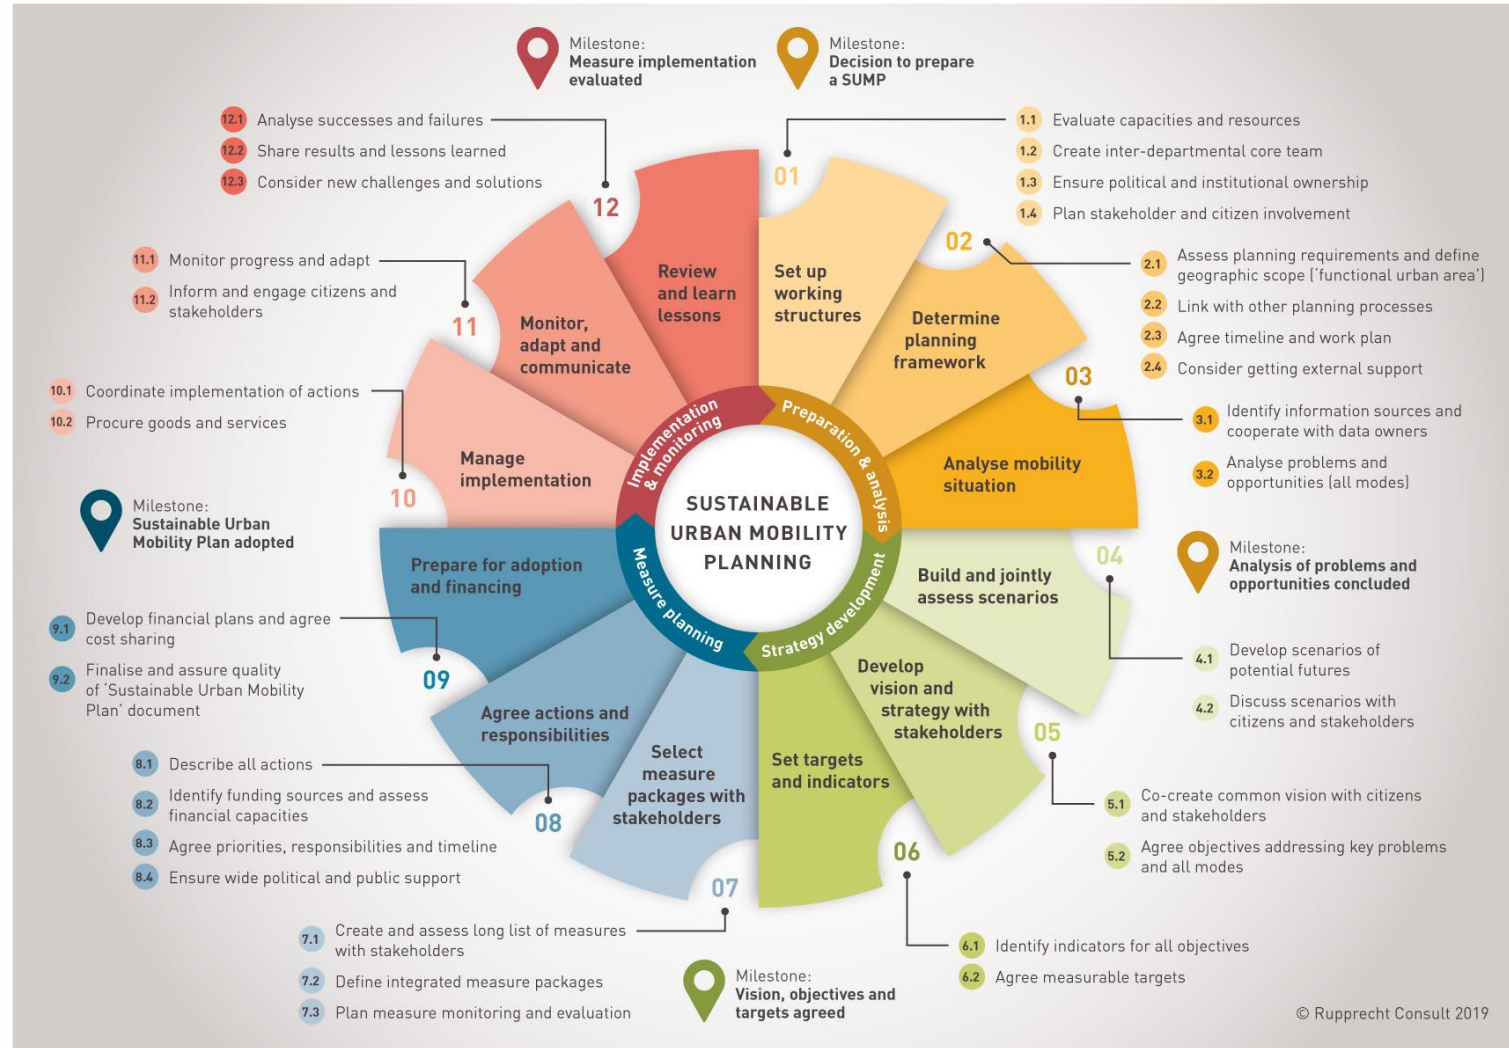 Milestone:
Measure implementation
evaluated
Milestone:
Decision to prepare
a SUMP
12.1 Analyse successes and failures
12.2 Share results and lessons learned
12.3 Consider new challenges and solutions
1.1 Evaluate capacities and resources
1.2 Create inter-departmental core team
1.3 Ensure political and institutional ownership
1.4 Plan stakeholder and citizen involvement
11.1 Monitor progress and adapt
11.2 Inform and engage citizens and
stakeholders
2.1 Assess planning requirements and define
geographic scope (‘functional urban area’)
2.2 Link with other planning processes
2.3 Agree timeline and work plan
2.4 Consider getting external support
10.1 Coordinate implementation of actions
10.2 Procure goods and services
3.1 Identify information sources and
cooperate with data owners
3.2 Analyse problems and
opportunities (all modes)
Milestone:
Sustainable Urban
Mobility Plan adopted
Milestone:
Analysis of problems and
opportunities concluded
01
Set up
working
structures
02
Determine
planning
framework
03
Analyse mobility
situation
04
Build and jointly
assess scenarios
05
Develop
vision and
strategy with
stakeholders
06
Set targets
and indicators
07
Select
measure
packages with
stakeholders
08
Agree actions and
responsibilities
09
Prepare for adoption
and financing
10
Manage
implementation
11
Monitor,
adapt and
communicate
12
Review
and learn
lessons
Preparation & analysis
Strategy development
Measure planning
Implementation
& monitoring
SUSTAINABLE
URBAN MOBILITY
PLANNING
9.1 Develop financial plans and agree
cost sharing
9.2 Finalise and assure quality
of ‘Sustainable Urban Mobility
Plan’ document
4.1 Develop scenarios of
potential futures
4.2 Discuss scenarios with
citizens and stakeholders
8.1 Describe all actions
8.2 Identify funding sources and assess
financial capacities
8.3 Agree priorities, responsibilities and timeline
8.4 Ensure wide political and public support
5.1 Co-create common vision with citizens
and stakeholders
5.2 Agree objectives addressing key problems
and all modes
7.1 Create and assess long list of measures
with stakeholders
7.2 Define integrated measure packages
7.3 Plan measure monitoring and evaluation
Milestone:
Vision, objectives and
targets agreed
6.1 Identify indicators for all objectives
6.2 Agree measurable targets
© Rupprecht Consult 2019